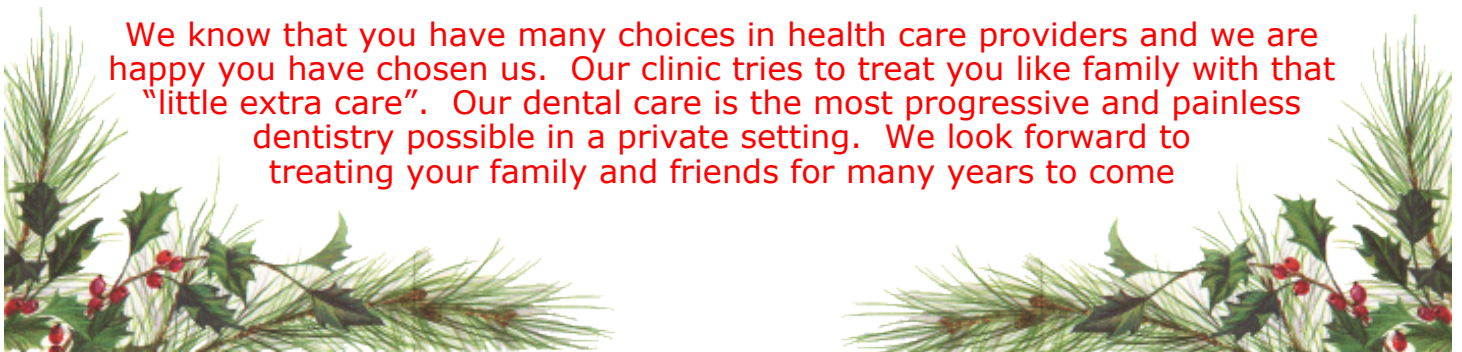 We know that you have many choices in health care providers and we are
happy you have chosen us.  Our clinic tries to treat you like family with that
“little extra care”.  Our dental care is the most progressive and painless
dentistry possible in a private setting.  We look forward to
treating your family and friends for many years to come